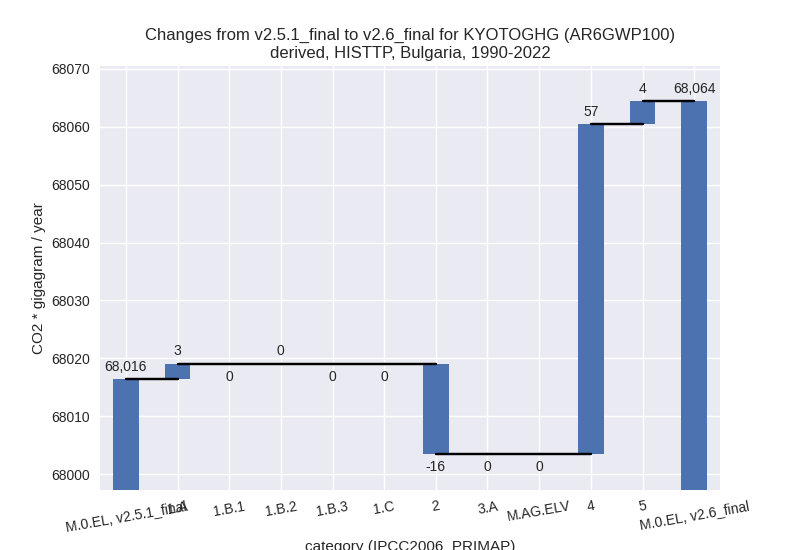 Changes from v2.5.1_final to v2.6_final for KYOTOGHG (AR6GWP100)
derived, HISTTP, Bulgaria, 1990-2022
CO2 * gigagram / year
68070
68060
68050
68040
68030
68020
68010
68000
68,016
3
0
0
0
0
-16
0
0
57
4
68,064
M.0.EL, v2.5.1_final
1.A
1.B.1
1.B.2
1.B.3
1.C
2
3.A
M.AG.ELV
4
5
M.0.EL, v2.6_final
category (IPCC2006_PRIMAP)